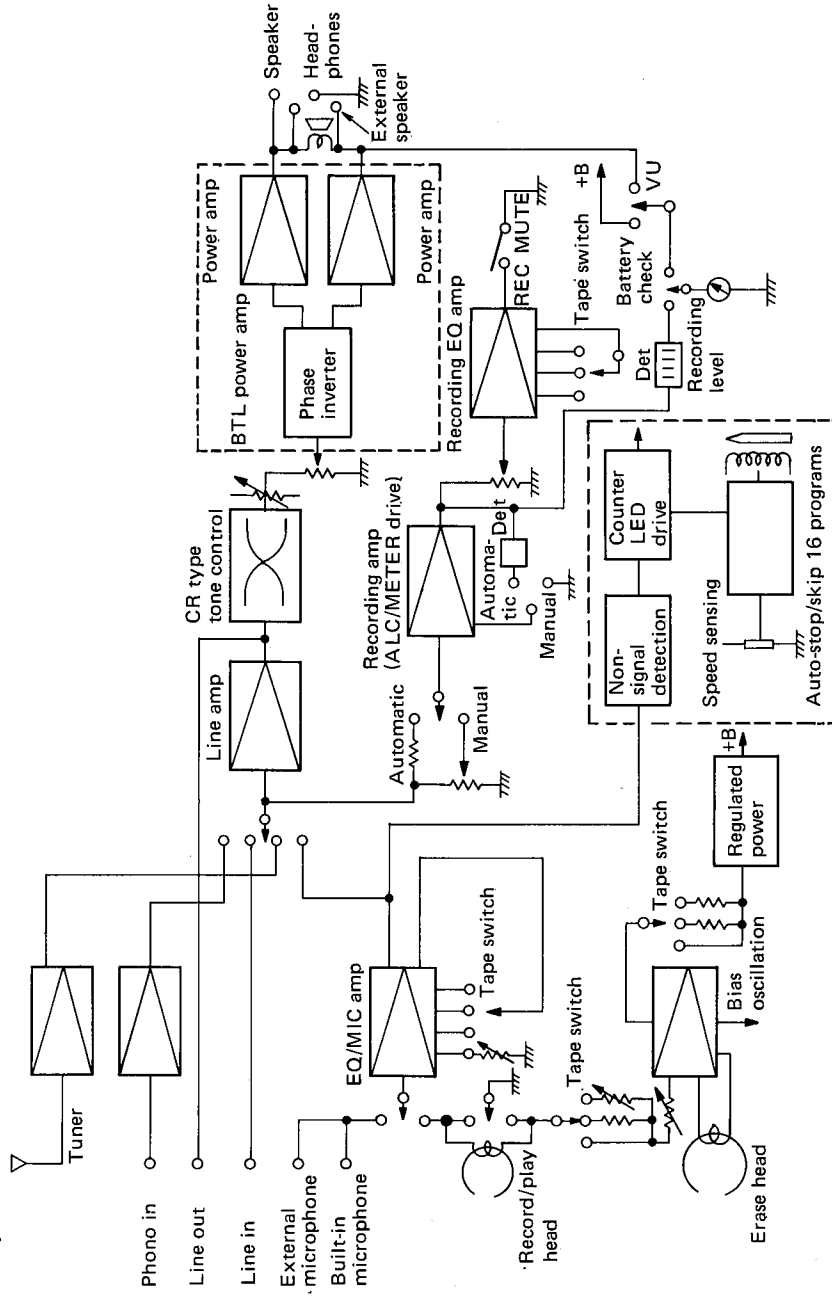 Tuner
Phono in
Line out
Line in
External
microphone
Built-in
microphone
Record/play
head
Erase head
EQ/MIC amp
Tape switch
Tape switch
Bias
oscillation
Tape switch
Regulated
power
+B
Line amp
CR type
tone control
Automatic
Manual
Recording amp
(ALC/METER drive)
Automa-
tic
Det
Manual
BTL power amp
Phase
inverter
Power amp
Power amp
Speaker
Head-
phones
External
speaker
Recording EQ amp
REC MUTE
Tape switch
Battery
check
+B
VU
Det
Recording
level
Non-
signal
detection
Counter
LED
drive
Speed sensing
Auto-stop/skip 16 programs